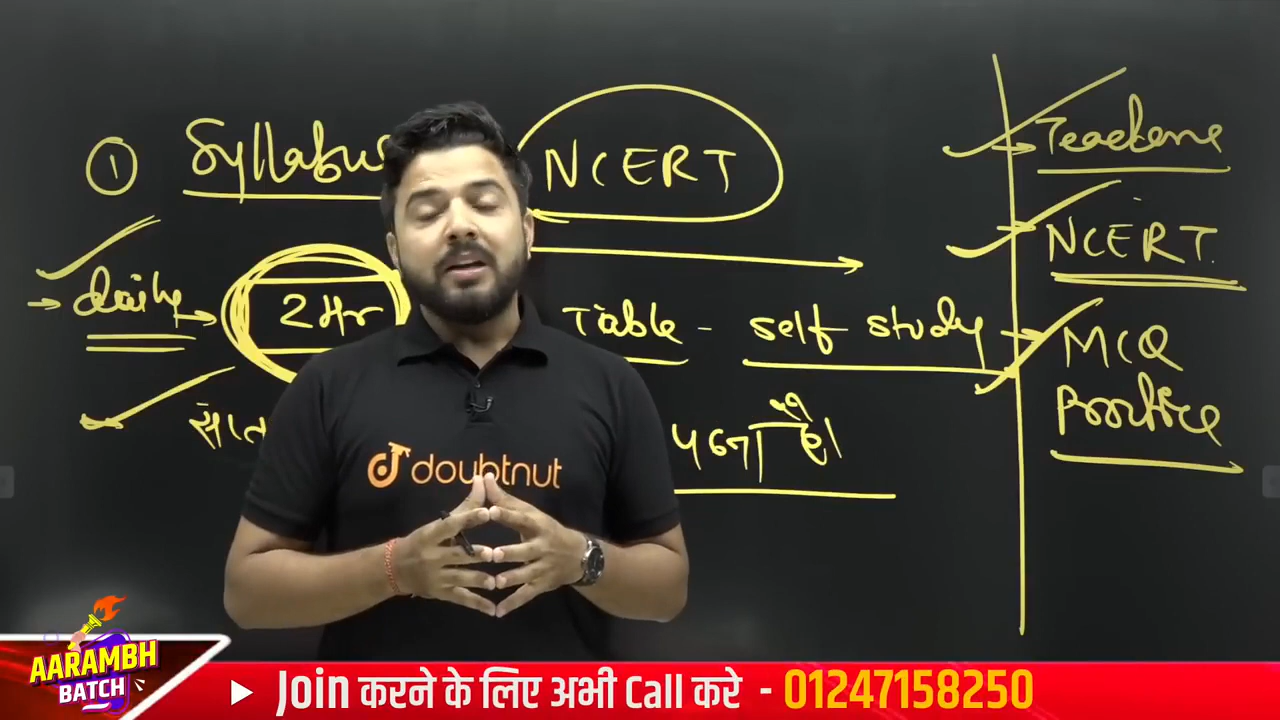 ① Syllabus NCERT
→ daily → 2 Hr Table - self study
सात पढना है
→ Teachers
→ NCERT.
→ MCQ
Practice
doubtnut
AARAMBH
BATCH
Join करने के लिए अभी Call करे - 01247158250